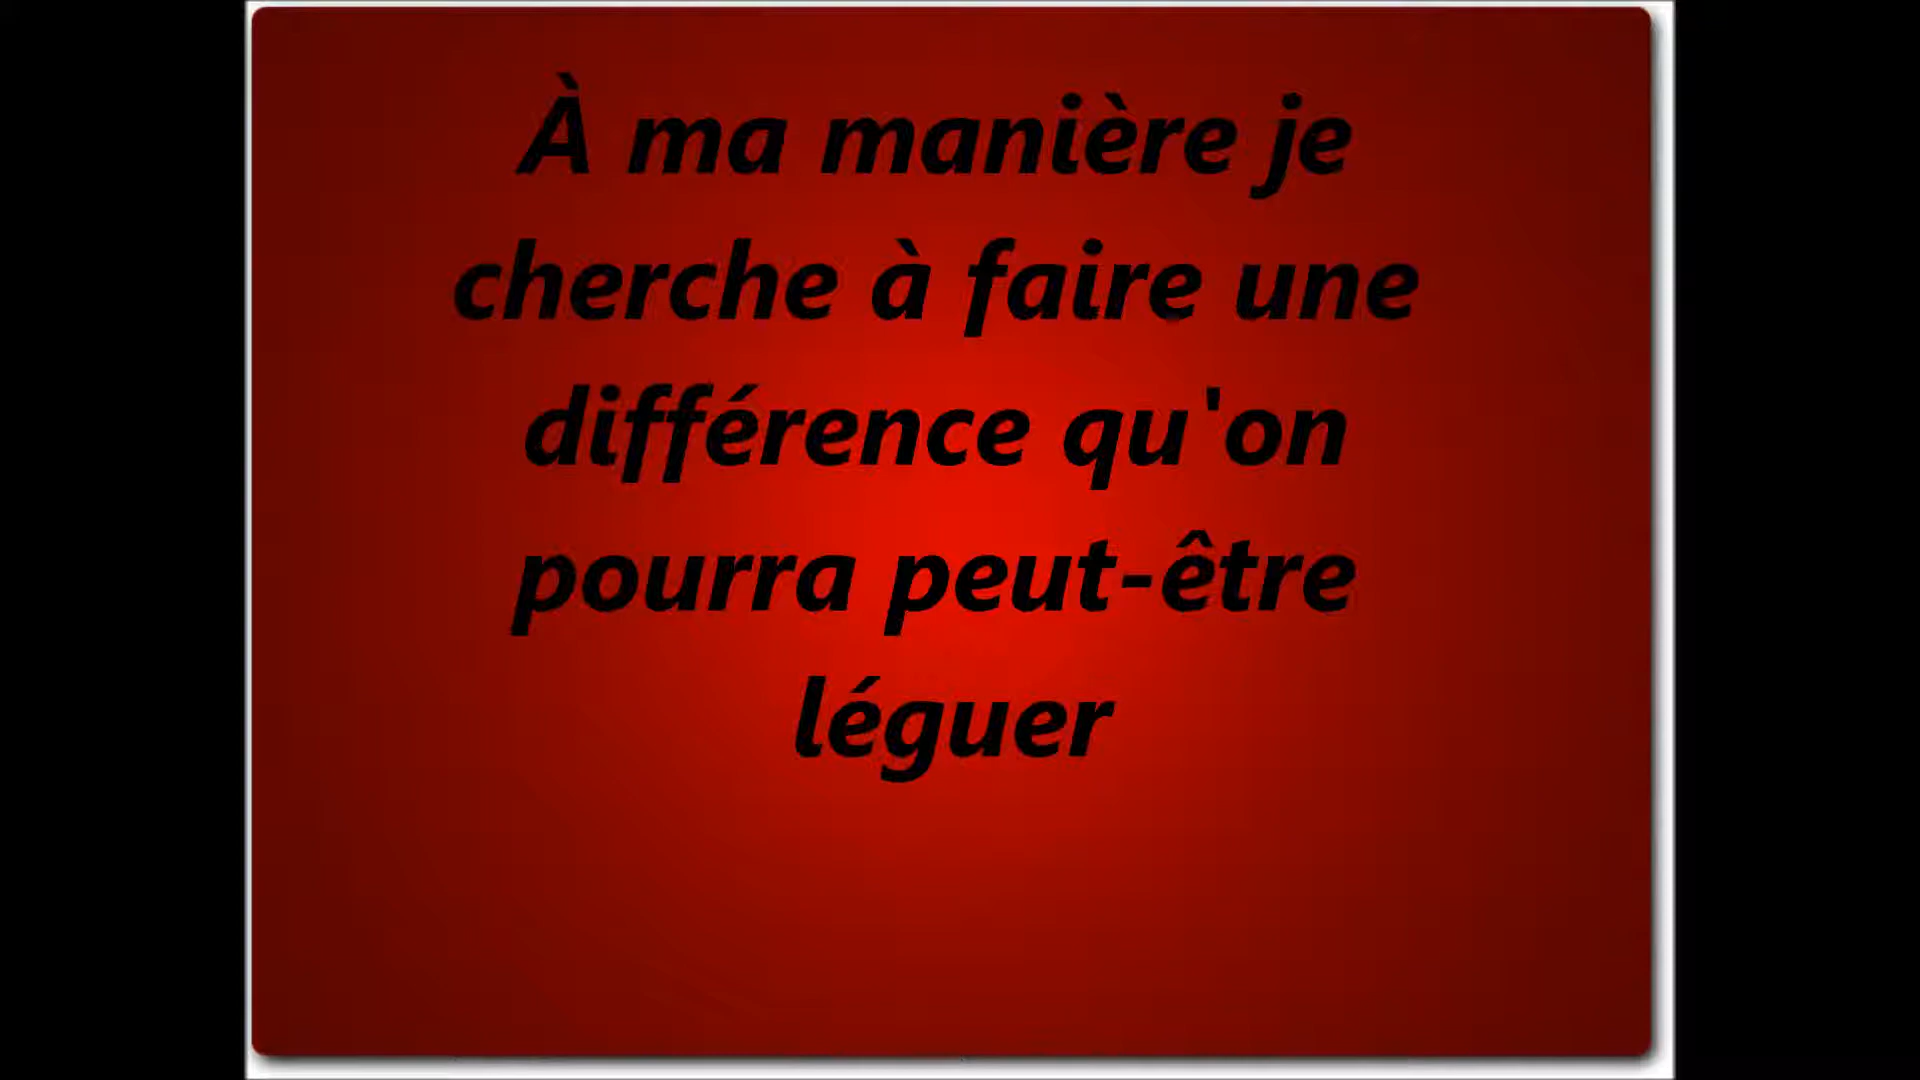 À ma manière je
cherche à faire une
différence qu'on
pourra peut-être
léguer